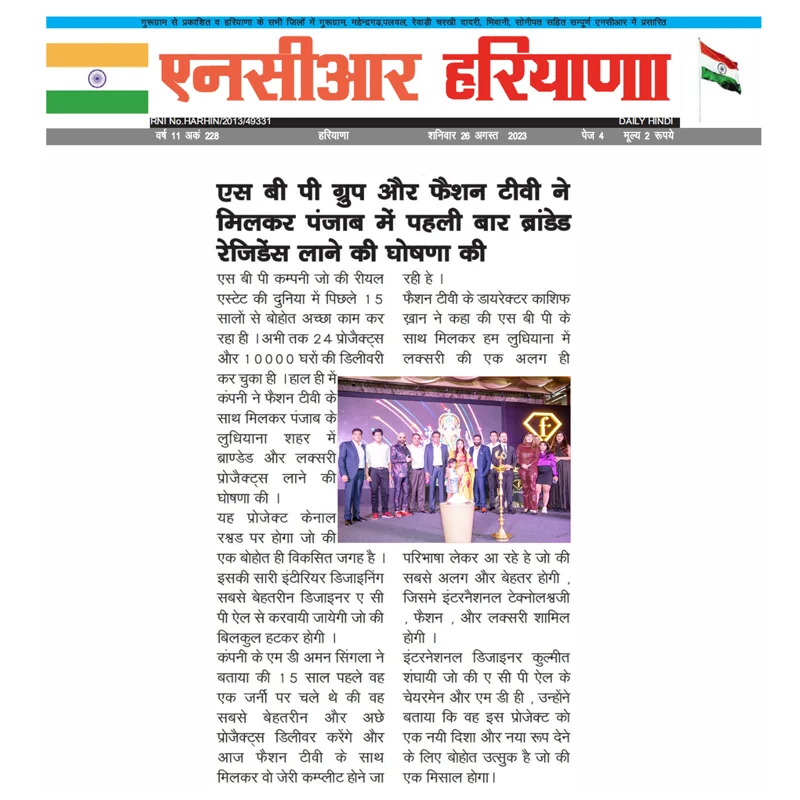 गुरूग्राम से प्रकाशित व हरियाणा के सभी जिलों में गुरूग्राम, महेन्द्रगढ,पलवल, रेवाड़ी चरखी दादरी, भिवानी, सोनीपत सहित सम्पूर्ण एनसीआर में प्रसारित
एनसीआर हरियाणा
RNI No.HARHIN/2013/49331 DAILY HINDI
वर्ष 11 अकं 228 हरियाणा शनिवार 26 अगस्त 2023 पेज 4 मूल्य 2 रूपये
एस बी पी ग्रुप और फैशन टीवी ने
मिलकर पंजाब में पहली बार ब्रांडेड
रेजिडेंस लाने की घोषणा की
एस बी पी कम्पनी जो की रीयल
एस्टेट की दुनिया में पिछले 15
सालों से बोहोत अच्छा काम कर
रहा ही ।अभी तक 24 प्रोजैक्ट्स
और 10000 घरों की डिलीवरी
कर चुका ही ।हाल ही में
कंपनी ने फैशन टीवी के
साथ मिलकर पंजाब के
लुधियाना शहर में
ब्राण्डेड और लक्सरी
प्रोजैक्ट्स लाने की
घोषणा की ।
यह प्रोजेक्ट केनाल
रश्वड पर होगा जो की
एक बोहोत ही विकसित जगह है ।
इसकी सारी इंटीरियर डिजाइनिंग
सबसे बेहतरीन डिजाइनर ए सी
पी ऐल से करवायी जायेगी जो की
बिलकुल हटकर होगी ।
कंपनी के एम डी अमन सिंगला ने
बताया की 15 साल पहले वह
एक जर्नी पर चले थे की वह
सबसे बेहतरीन और अछे
प्रोजैक्ट्स डिलीवर करेंगे और
आज फैशन टीवी के साथ
मिलकर वो जेरी कम्प्लीट होने जा
रही हे ।
फैशन टीवी के डायरेक्टर काशिफ
ख़ान ने कहा की एस बी पी के
साथ मिलकर हम लुधियाना में
लक्सरी की एक अलग ही
f
परिभाषा लेकर आ रहे हे जो की
सबसे अलग और बेहतर होगी ,
जिसमे इंटरनैशनल टेक्नोलश्वजी
, फैशन , और लक्सरी शामिल
होगी ।
इंटरनेशनल डिजाइनर कुल्मीत
शंघायी जो की ए सी पी ऐल के
चेयरमेन और एम डी ही , उन्होंने
बताया कि वह इस प्रोजेक्ट को
एक नयी दिशा और नया रूप देने
के लिए बोहोत उत्सुक है जो की
एक मिसाल होगा।